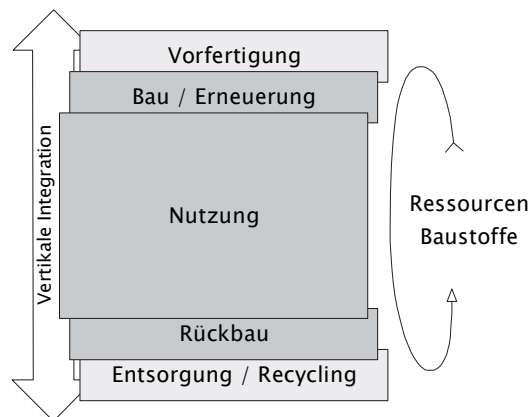 Vorfertigung
Bau / Erneuerung
Nutzung
Rückbau
Entsorgung / Recycling
Vertikale Integration
Ressourcen
Baustoffe